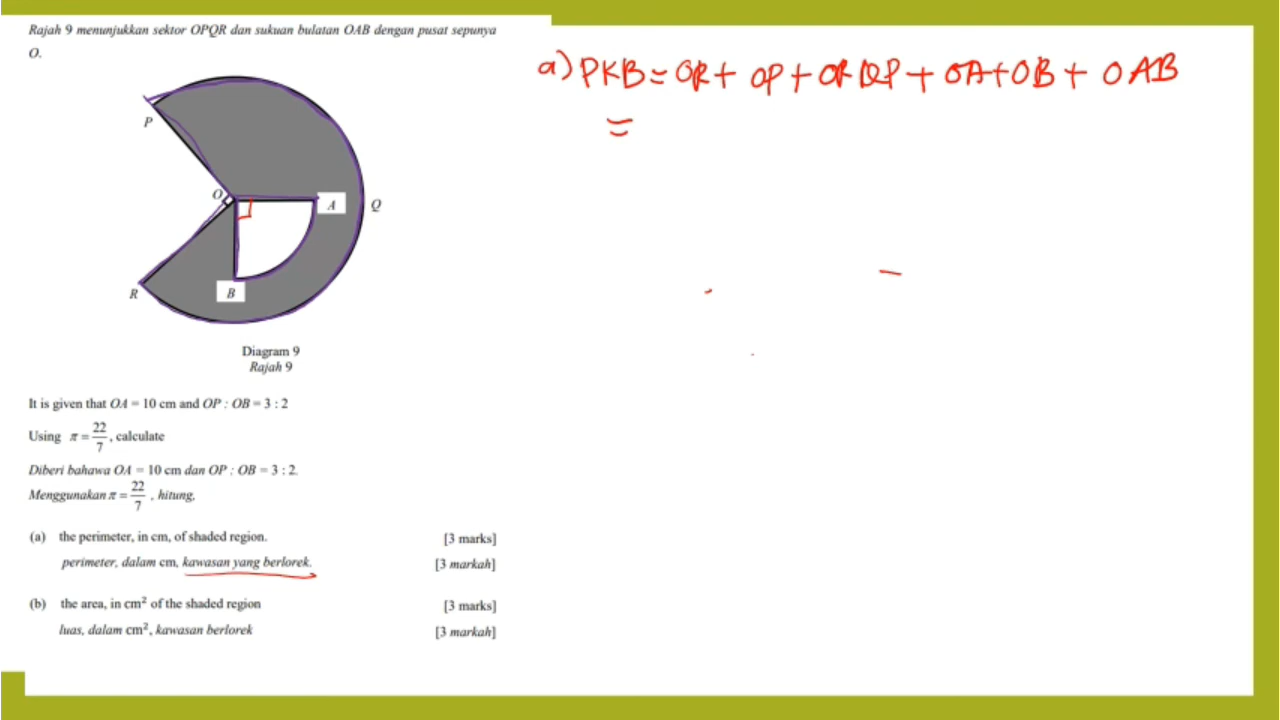 Rajah 9 menunjukkan sektor OPQR dan sukuan bulatan OAB dengan pusat sepunya
O.
a) PKB = OR + OP + OR RQP + OA + OB + OAB
=
P
O
A
Q
R
B
Diagram 9
Rajah 9
It is given that OA = 10 cm and OP : OB = 3 : 2
Using π = 22/7, calculate
Diberi bahawa OA = 10 cm dan OP : OB = 3 : 2.
Menggunakan π = 22/7 , hitung,
(a) the perimeter, in cm, of shaded region. [3 marks]
perimeter, dalam cm, kawasan yang berlorek. [3 markah]
(b) the area, in cm² of the shaded region [3 marks]
luas, dalam cm², kawasan berlorek [3 markah]